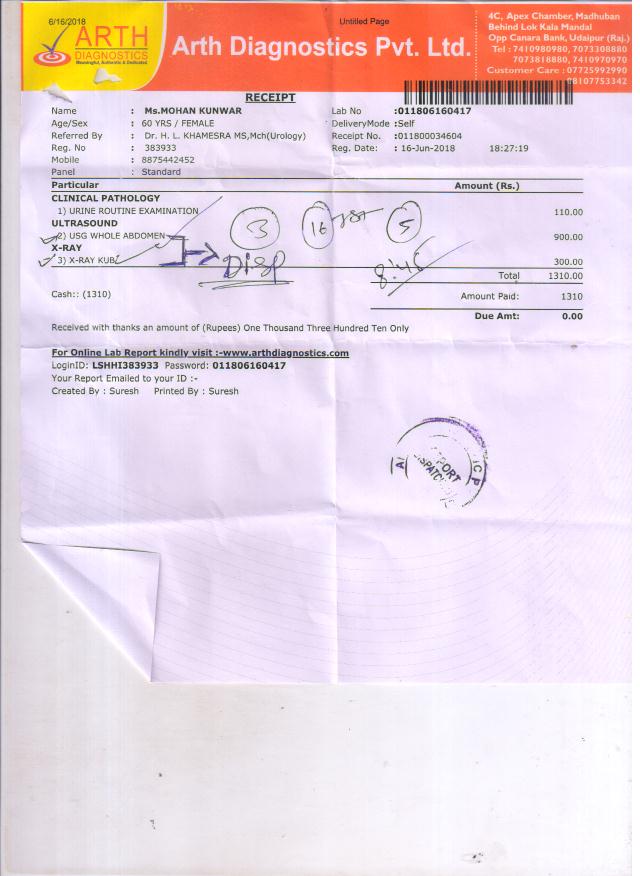 6/16/2018
Untitled Page
ARTH
DIAGNOSTICS
Meaningful, Authentic & Dedicated.
Arth Diagnostics Pvt. Ltd.
4C, Apex Chamber, Madhuban
Behind Lok Kala Mandal
Opp Canara Bank, Udaipur (Raj.)
Tel : 7410980980, 7073308880
7073818880, 7410970970
Customer Care : 07725992990
8107753342
RECEIPT
Name : Ms.MOHAN KUNWAR
Lab No :011806160417
Age/Sex : 60 YRS / FEMALE
DeliveryMode :Self
Referred By : Dr. H. L. KHAMESRA MS,Mch(Urology)
Receipt No. :011800034604
Reg. No : 383933
Reg. Date: : 16-Jun-2018 18:27:19
Mobile : 8875442452
Panel : Standard
Particular Amount (Rs.)
CLINICAL PATHOLOGY
1) URINE ROUTINE EXAMINATION 110.00
ULTRASOUND
2) USG WHOLE ABDOMEN 900.00
X-RAY
3) X-RAY KUB 300.00
3 16 5
Disp
8:45
Total 1310.00
Cash:: (1310)
Amount Paid: 1310
Due Amt: 0.00
Received with thanks an amount of (Rupees) One Thousand Three Hundred Ten Only
For Online Lab Report kindly visit :-www.arthdiagnostics.com
LoginID: LSHHI383933 Password: 011806160417
Your Report Emailed to your ID :-
Created By : Suresh Printed By : Suresh